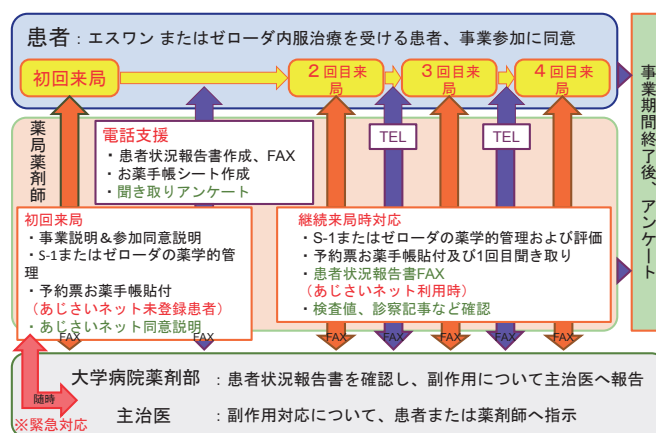 患者：エスワン またはゼローダ内服治療を受ける患者、事業参加に同意
初回来局
２回目来
局
３回目来
局
４回目来
局
事業期間終了後、アンケート
薬局薬剤師
電話支援
・患者状況報告書作成、FAX
・お薬手帳シート作成
・聞き取りアンケート
TEL
TEL
初回来局
・事業説明＆参加同意説明
・S-1またはゼローダの薬学的管
理
・予約票お薬手帳貼付
（あじさいネット未登録患者）
・あじさいネット同意説明
継続来局時対応
・S-1またはゼローダの薬学的管理および評価
・予約票お薬手帳貼付及び1回目聞き取り
・患者状況報告書FAX
（あじさいネット利用時）
・検査値、診察記事など確認
FAX
FAX
FAX
FAX
FAX
FAX
FAX
大学病院薬剤部 ：患者状況報告書を確認し、副作用について主治医へ報告
随時
主治医 ：副作用対応について、患者または薬剤師へ指示
※緊急対応